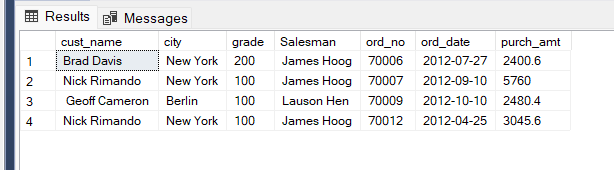 Results Messages
cust_name city grade Salesman ord_no ord_date purch_amt
1 Brad Davis New York 200 James Hoog 70006 2012-07-27 2400.6
2 Nick Rimando New York 100 James Hoog 70007 2012-09-10 5760
3 Geoff Cameron Berlin 100 Lauson Hen 70009 2012-10-10 2480.4
4 Nick Rimando New York 100 James Hoog 70012 2012-04-25 3045.6